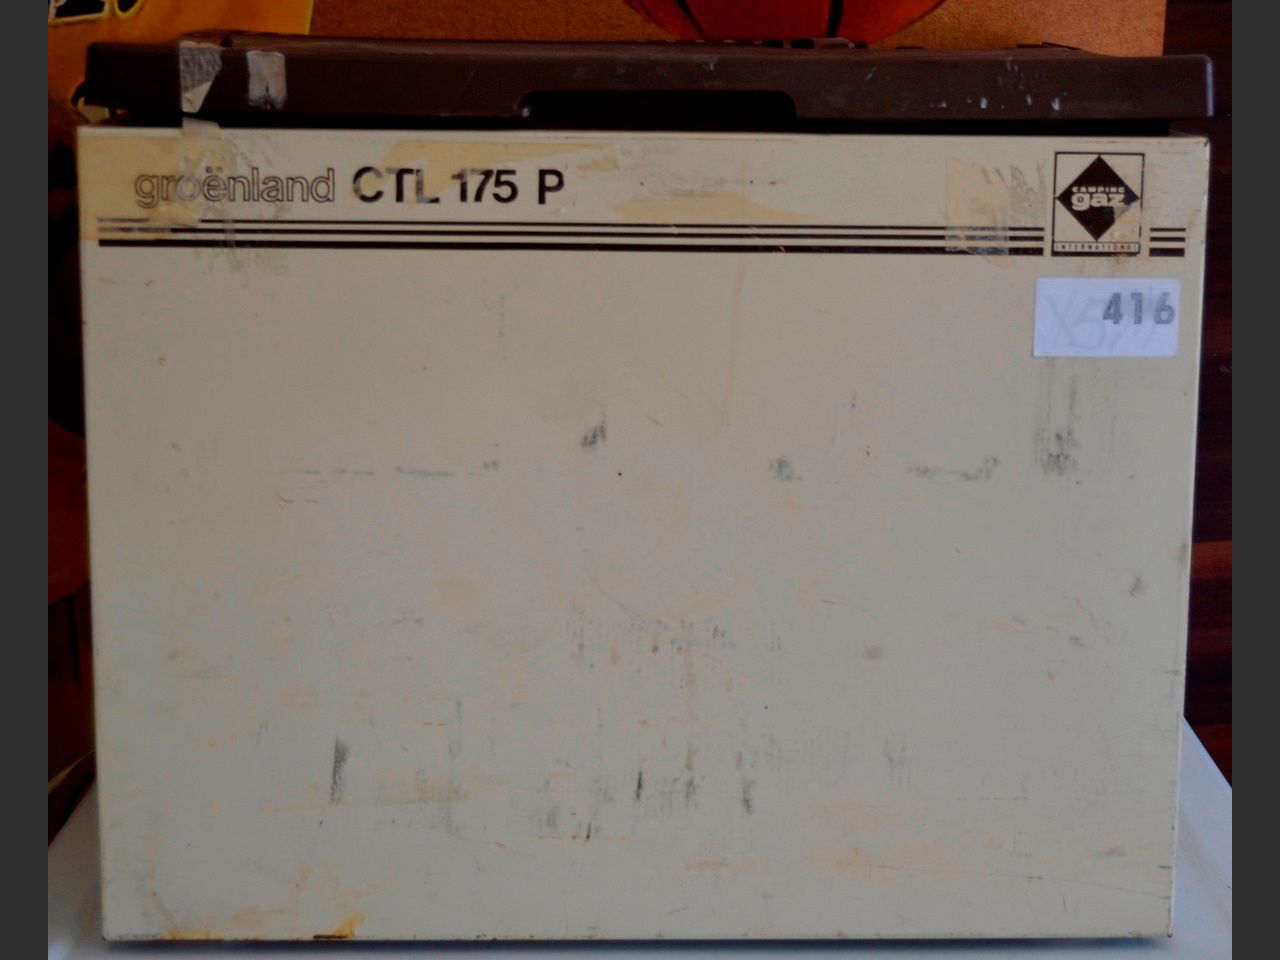 groënland CTL 175 P
CAMPING
gaz
INTERNATIONAL
416